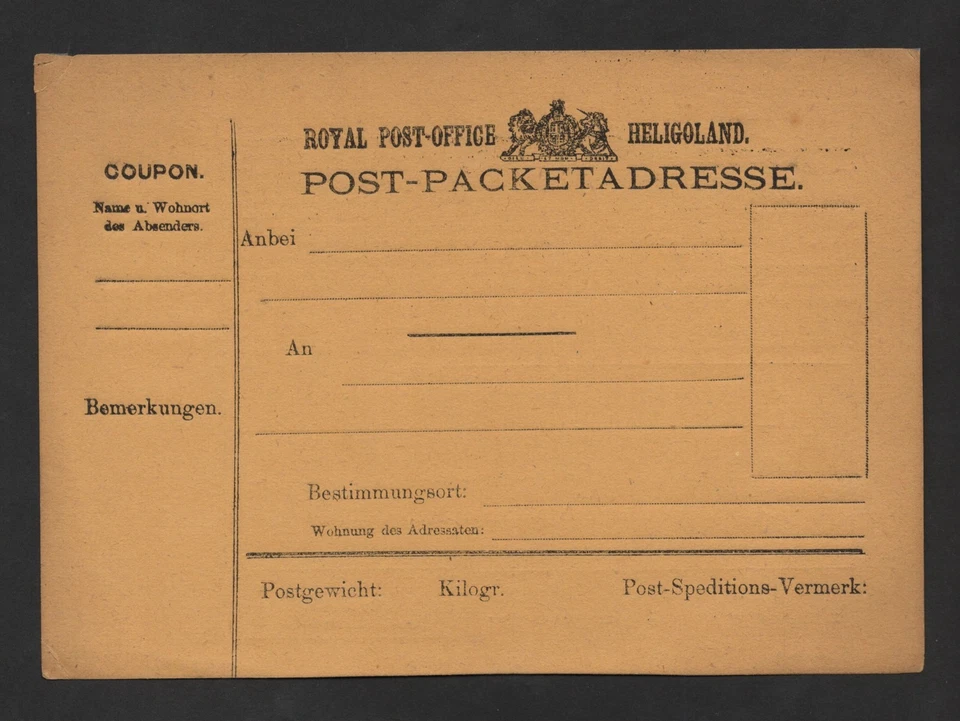 ROYAL POST-OFFICE HELIGOLAND.
POST-PACKETADRESSE.
COUPON.
Name u. Wohnort
des Absenders.
Bemerkungen.
Anbei
An
Bestimmungsort:
Wohnung des Adressaten:
Postgewicht: Kilogr. Post-Speditions-Vermerk: